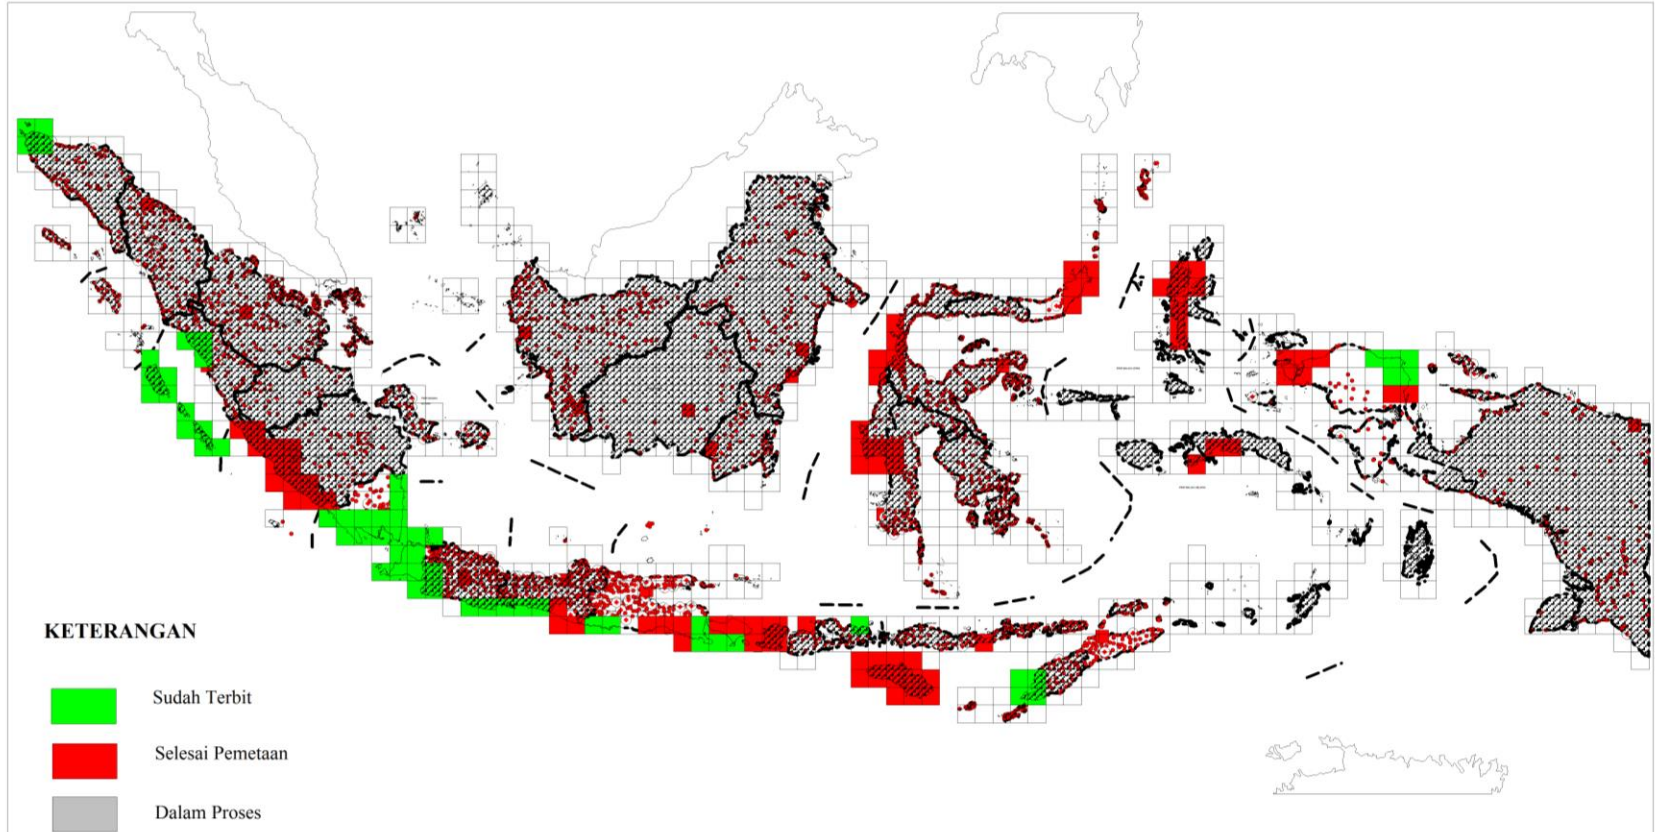 KETERANGAN
Sudah Terbit
Selesai Pemetaan
Dalam Proses